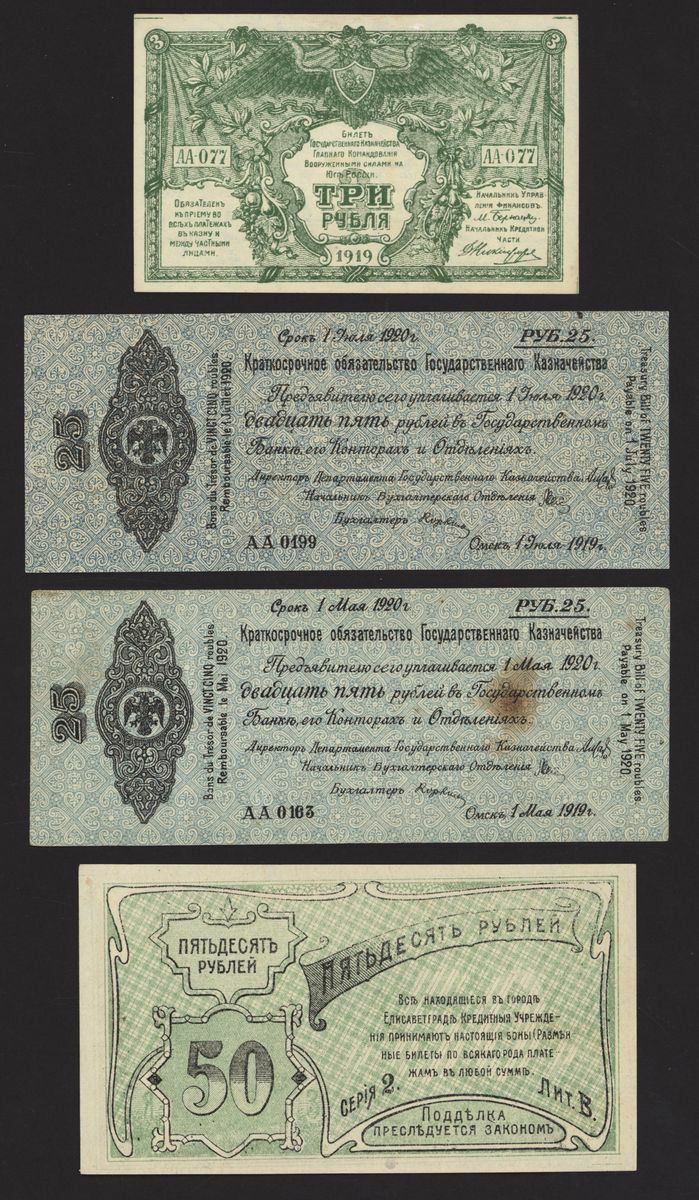 3 3
АА-077 АА-077
БИЛЕТЪ
ГОСУДАРСТВЕННАГО КАЗНАЧЕЙСТВА
ГЛАВНАГО КОМАНДОВАНІЯ
ВООРУЖЕННЫМИ СИЛАМИ НА
ЮГѢ РОССІИ.
ТРИ
РУБЛЯ
1919
ОБЯЗАТЕЛЕНЪ
КЪ ПРІЕМУ ВО
ВСѢХЪ ПЛАТЕЖАХЪ
ВЪ КАЗНУ И
МЕЖДУ ЧАСТНЫМИ
ЛИЦАМИ.
НАЧАЛЬНИКЪ УПРАВ
ЛЕНІЯ ФИНАНСОВЪ.
НАЧАЛЬНИКЪ КРЕДИТНОЙ
ЧАСТИ
25
Bons du Trésor de VINGT CINQ roubles
Remboursable le 1 Juillet 1920.
Срокъ 1 Іюля 1920 г. РУБ. 25.
Краткосрочное обязательство Государственнаго Казначейства
Предъявителю сего уплачивается 1 Іюля 1920 г.
двадцать пять рублей въ Государственномъ
Банкѣ, его Конторахъ и Отдѣленіяхъ.
Директоръ Департамента Государственнаго Казначейства
Начальникъ Бухгалтерскаго Отдѣленія
Бухгалтеръ
АА 0199 Омскъ, 1 Іюля 1919 г.
Treasury Bill of TWENTY FIVE roubles
Payable on 1 July 1920
25
Bons du Trésor de VINGT CINQ roubles
Remboursable le Mai 1920.
Срокъ 1 Мая 1920 г РУБ. 25.
Краткосрочное обязательство Государственнаго Казначейства
Предъявителю сего уплачивается 1 Мая 1920 г.
двадцать пять рублей въ Государственномъ
Банкѣ, его Конторахъ и Отдѣленіяхъ.
Директоръ Департамента Государственнаго Казначейства
Начальникъ Бухгалтерскаго Отдѣленія
Бухгалтеръ
АА 0163 Омскъ, 1 Мая 1919 г.
Treasury Bill of TWENTY FIVE roubles
Payable on 1 May 1920
ПЯТЬДЕСЯТЪ
РУБЛЕЙ
ПЯТЬДЕСЯТЪ РУБЛЕЙ
50
ВСѢ НАХОДЯЩІЕСЯ ВЪ ГОРОДѢ
ЕЛИСАВЕТГРАДѢ КРЕДИТНЫЯ УЧРЕЖДЕ-
НІЯ ПРИНИМАЮТЪ НАСТОЯЩІЯ БОНЫ (РАЗМѢН-
НЫЕ БИЛЕТЫ) ПО ВСЯКАГО РОДА ПЛАТЕ-
ЖАМЪ ВЪ ЛЮБОЙ СУММѢ.
СЕРІЯ 2. ЛИТ. В.
ПОДДѢЛКА
ПРЕСЛѢДУЕТСЯ ЗАКОНОМЪ